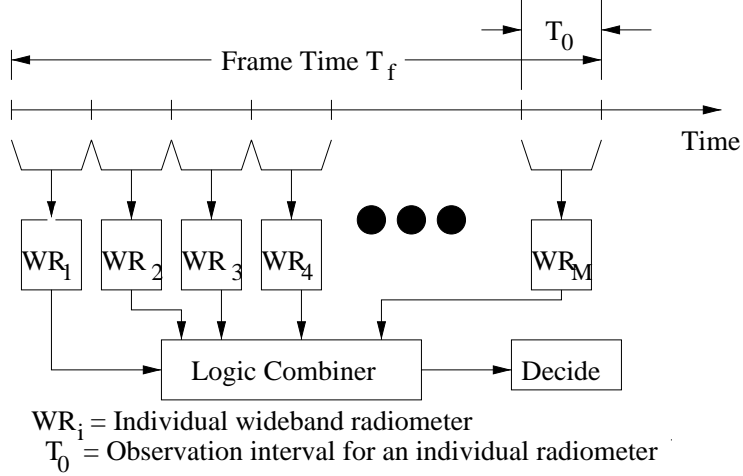 T0
Frame Time Tf
Time
WR1 WR2 WR3 WR4 WRM
Logic Combiner Decide
WRi = Individual wideband radiometer
T0 = Observation interval for an individual radiometer